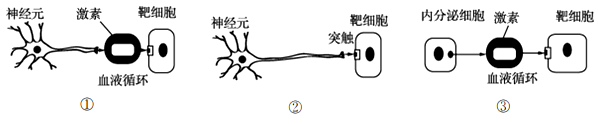 神经元 激素 靶细胞
血液循环
①
神经元 靶细胞
突触
②
内分泌细胞 激素 靶细胞
血液循环
③